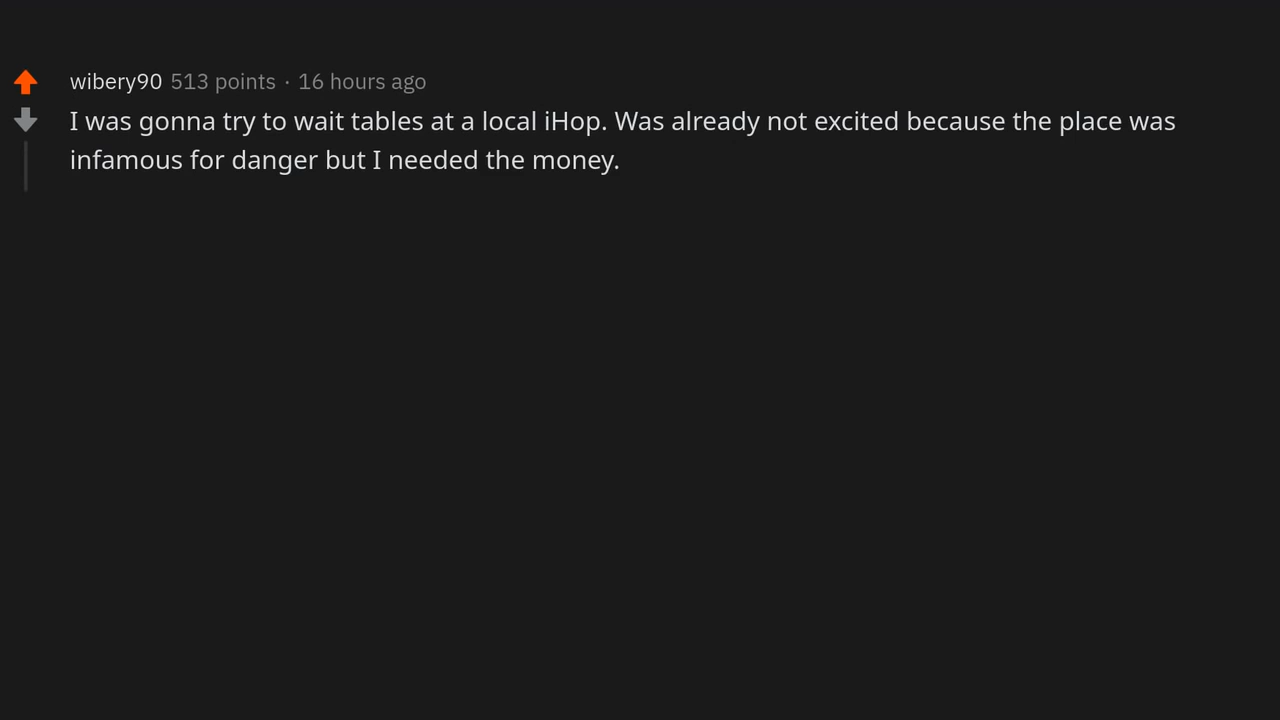 wibery90 513 points · 16 hours ago
I was gonna try to wait tables at a local iHop. Was already not excited because the place was
infamous for danger but I needed the money.